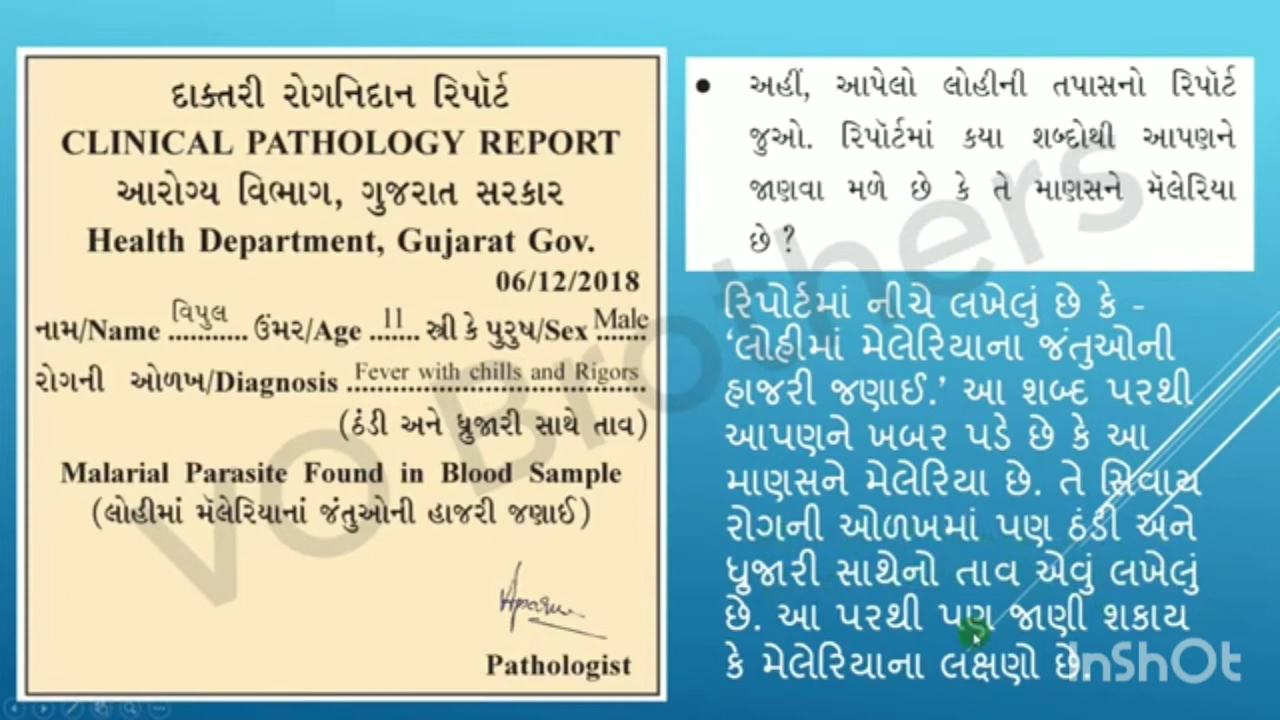 દાક્તરી રોગનિદાન રિપૉર્ટ
CLINICAL PATHOLOGY REPORT
આરોગ્ય વિભાગ, ગુજરાત સરકાર
Health Department, Gujarat Gov.
06/12/2018
નામ/Name વિપુલ ઉંમર/Age 11 સ્ત્રી કે પુરુષ/Sex Male
રોગની ઓળખ/Diagnosis Fever with chills and Rigors
(ઠંડી અને ધ્રુજારી સાથે તાવ)
Malarial Parasite Found in Blood Sample
(લોહીમાં મૅલેરિયાનાં જંતુઓની હાજરી જણાઈ)
Pathologist
• અહીં, આપેલો લોહીની તપાસનો રિપૉર્ટ
જુઓ. રિપૉર્ટમાં કયા શબ્દોથી આપણને
જાણવા મળે છે કે તે માણસને મૅલેરિયા
છે ?
રિપોર્ટમાં નીચે લખેલું છે કે -
‘લોહીમાં મેલેરિયાના જંતુઓની
હાજરી જણાઈ.’ આ શબ્દ પરથી
આપણને ખબર પડે છે કે આ
માણસને મેલેરિયા છે. તે સિવાય
રોગની ઓળખમાં પણ ઠંડી અને
ધ્રુજારી સાથેનો તાવ એવું લખેલું
છે. આ પરથી પણ જાણી શકાય
કે મેલેરિયાના લક્ષણો છે.
InShOt
VO Brothers